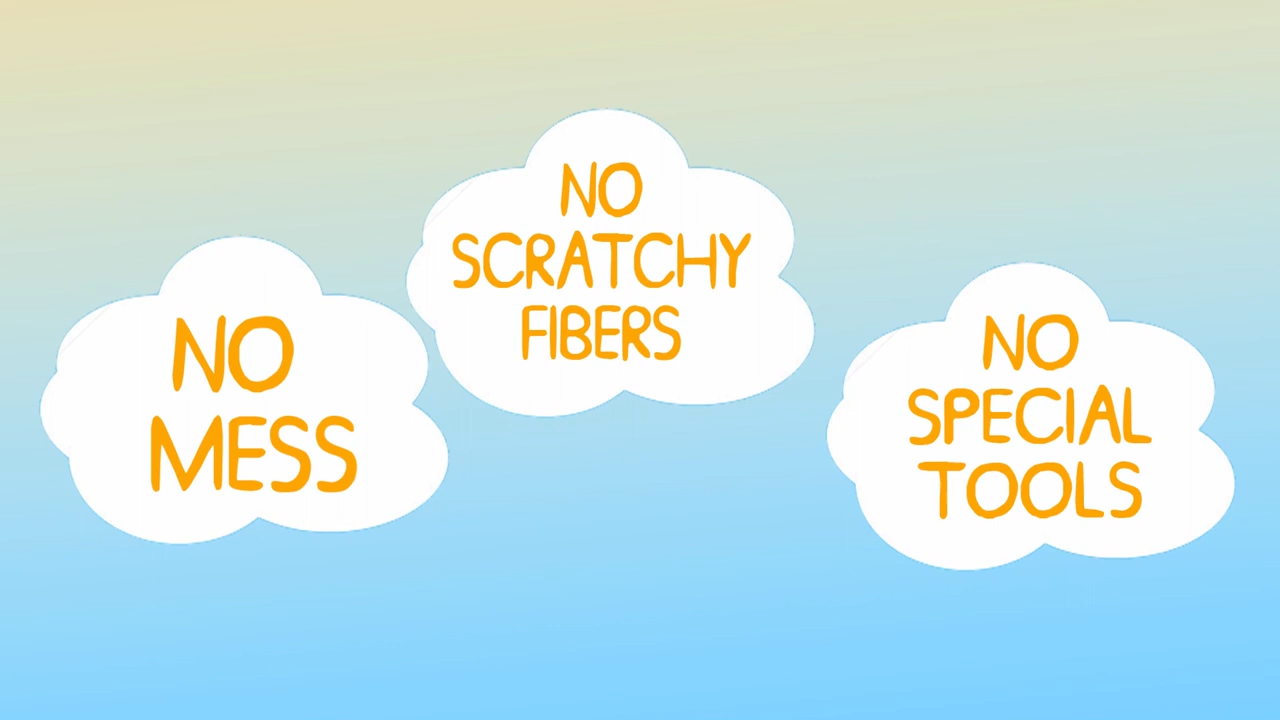 NO
MESS
NO
SCRATCHY
FIBERS
NO
SPECIAL
TOOLS